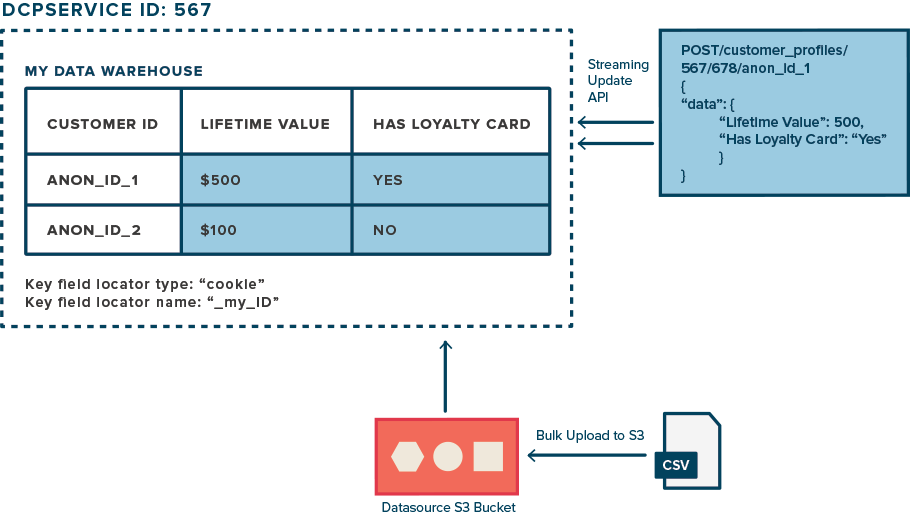 DCPSERVICE ID: 567
MY DATA WAREHOUSE
CUSTOMER ID LIFETIME VALUE HAS LOYALTY CARD
ANON_ID_1 $500 YES
ANON_ID_2 $100 NO
Key field locator type: “cookie”
Key field locator name: “_my_ID”
Streaming
Update
API
POST/customer_profiles/
567/678/anon_id_1
{
“data”: {
“Lifetime Value”: 500,
“Has Loyalty Card”: “Yes”
}
}
Bulk Upload to S3
CSV
Datasource S3 Bucket